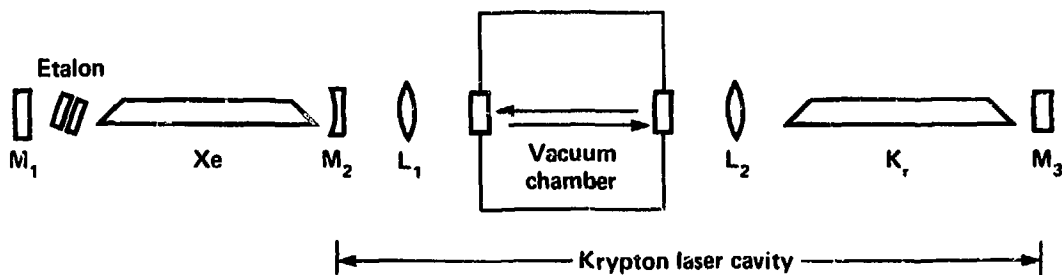 Etalon
M1
Xe
M2
L1
Vacuum
chamber
L2
Kr
M3
Krypton laser cavity